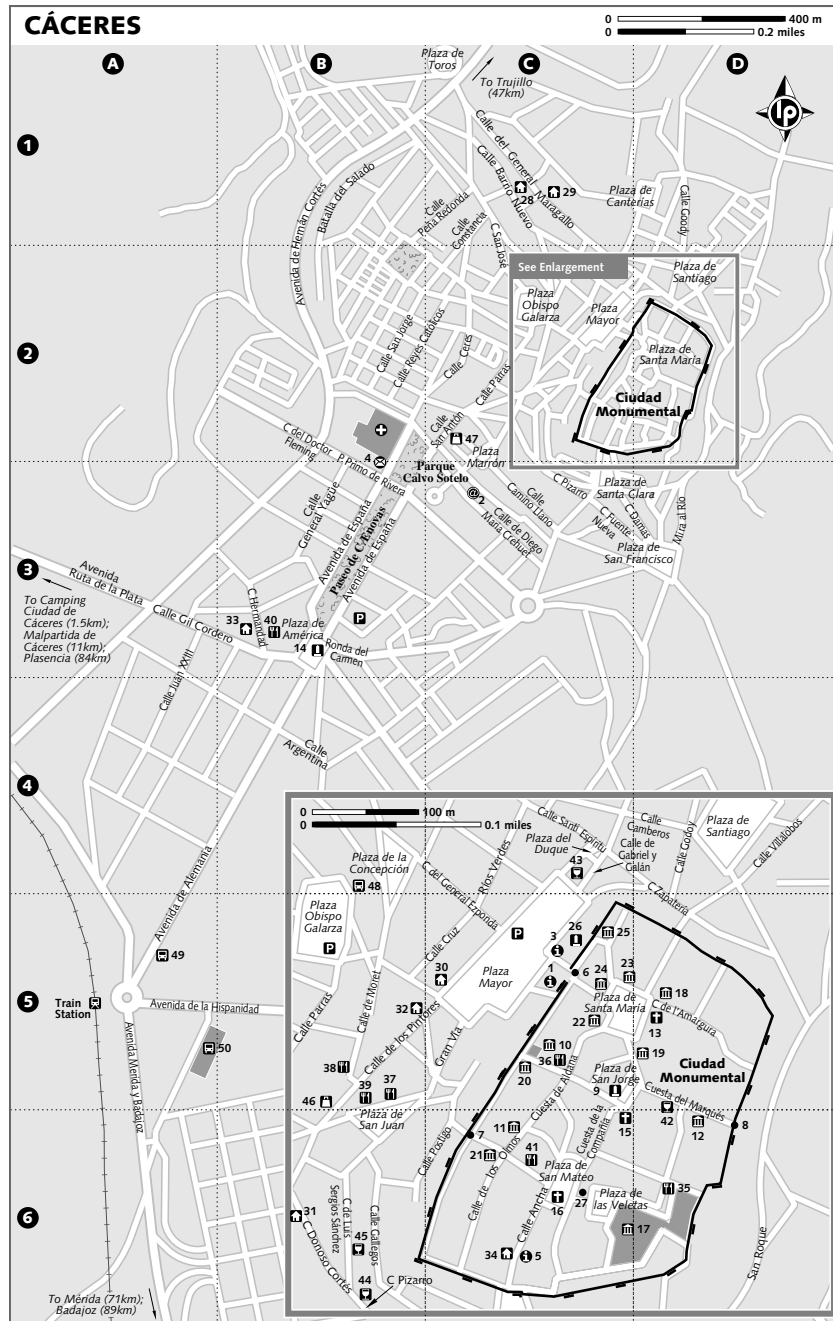 CÁCERES
0 400 m
0 0.2 miles
A
B
C
D
Plaza de
Toros
To Trujillo
(47km)
lp
1
Calle del General Maragallo
Calle Barrio Nuevo
28
29
Plaza de
Canterías
Calle Godoy
Avenida de Hernán Cortés
Batalla del Salado
Calle
Peña Redonda
Calle
Constancia
C San José
See Enlargement
Plaza de
Santiago
Plaza
Obispo
Galarza
Plaza
Mayor
2
Calle San Jorge
Calle Reyes Católicos
Calle Ceres
Calle Parras
Plaza de
Santa María
Ciudad
Monumental
Calle
San Antón
47
Plaza
Marrón
C del Doctor
Fleming
P. Primo de Rivera
4
Parque
Calvo Sotelo
@ 2
Calle
Camino Llano
C Pizarro
Plaza de
Santa Clara
C Damas
C Fuente
Nueva
Mira al Río
Calle
General Yagüe
Calle de Diego
María Crehuet
Plaza de
San Francisco
Avenida de España
Paseo de C Enovas
Avenida de España
3
Avenida
Ruta de la Plata
To Camping
Ciudad de
Cáceres (1.5km);
Malpartida de
Cáceres (11km);
Plasencia (84km)
Calle Gil Cordero
C Hermandad
33
40
Plaza de
América
P
14
Ronda del
Carmen
Calle Juan XXIII
Calle
Argentina
4
0 100 m
0 0.1 miles
Calle Santi Espíritu
Calle
Camberos
Plaza de
Santiago
Plaza del
Duque
Calle de
Gabriel y
Galán
Calle Godoy
Calle Villalobos
43
Ríos Verdes
Plaza de la
Concepción
48
C del General Ezponda
C Zapatería
Avenida de Alemania
Plaza
Obispo
Galarza
P
Calle Cruz
P
26
3
25
49
30
Plaza
Mayor
1
6
24
23
5
Train
Station
Avenida de la Hispanidad
Calle Parras
Calle de Moret
32
Calle de los Pintores
Gran Vía
Plaza de
Santa María
18
C de l'Amargura
22
13
50
10
36
19
Ciudad
Monumental
38
20
Cuesta de Aldana
Plaza de
San Jorge
9
Cuesta del Marqués
46
39
37
Plaza de
San Juan
Avenida Mérida y Badajoz
Calle Postigo
7
11
Cuesta de la
Compañía
15
42
12
8
21
Calle de los Olmos
41
Plaza de
San Mateo
16
27
Plaza de
las Veletas
35
6
31
C Donoso Cortés
C de Luis
Sergios Sánchez
Calle Gallegos
45
Calle Ancha
17
34
5
San Roque
44
C Pizarro
To Mérida (71km);
Badajoz (89km)